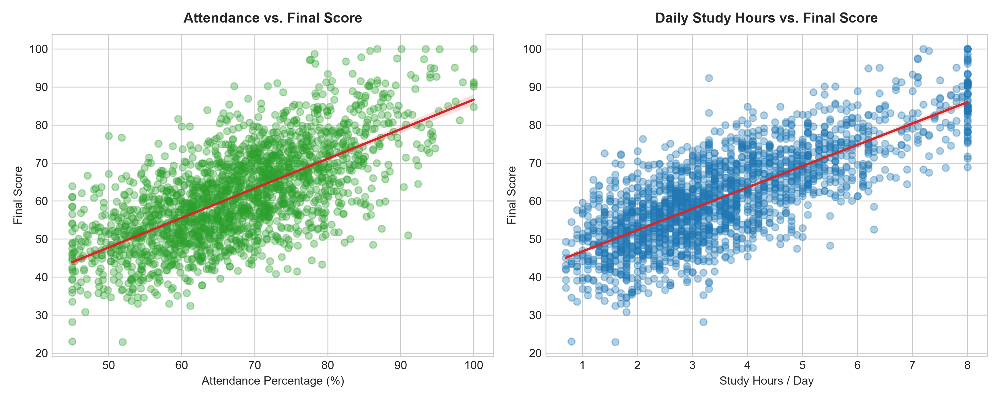 Attendance vs. Final Score
Final Score
100
90
80
70
60
50
40
30
20
50 60 70 80 90 100
Attendance Percentage (%)
Daily Study Hours vs. Final Score
Final Score
100
90
80
70
60
50
40
30
20
1 2 3 4 5 6 7 8
Study Hours / Day